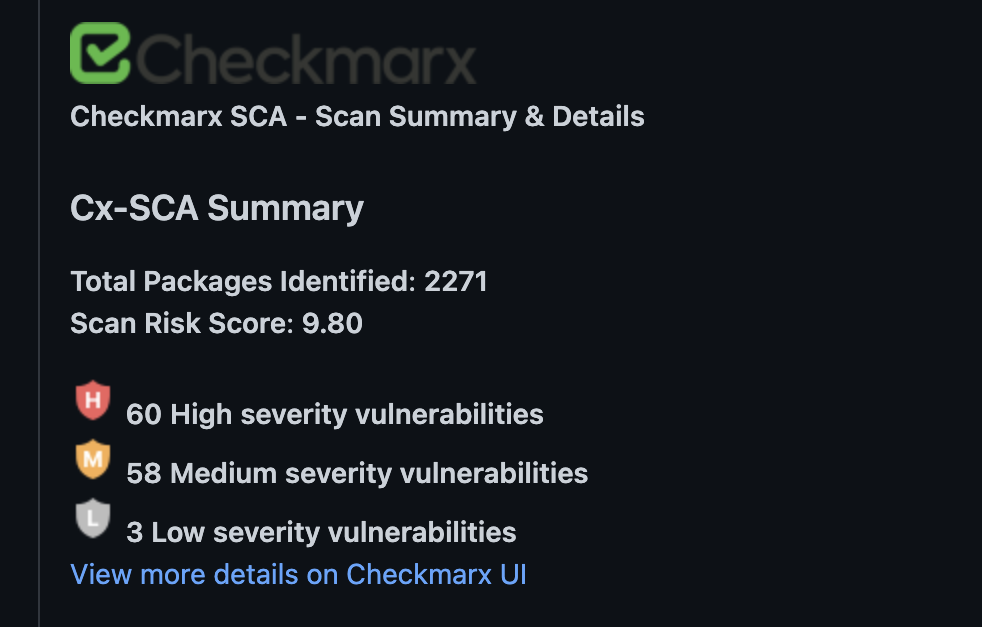 Checkmarx
Checkmarx SCA - Scan Summary & Details
Cx-SCA Summary
Total Packages Identified: 2271
Scan Risk Score: 9.80
H 60 High severity vulnerabilities
M 58 Medium severity vulnerabilities
L 3 Low severity vulnerabilities
View more details on Checkmarx UI